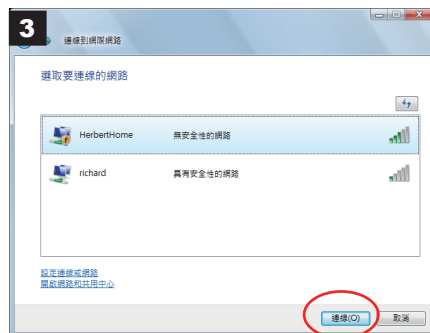 3
連線到網際網路
選取要連線的網路
HerbertHome 無安全性的網路
richard 具有安全性的網路
設定連線或網路
開啟網路和共用中心
連線(O) 取消